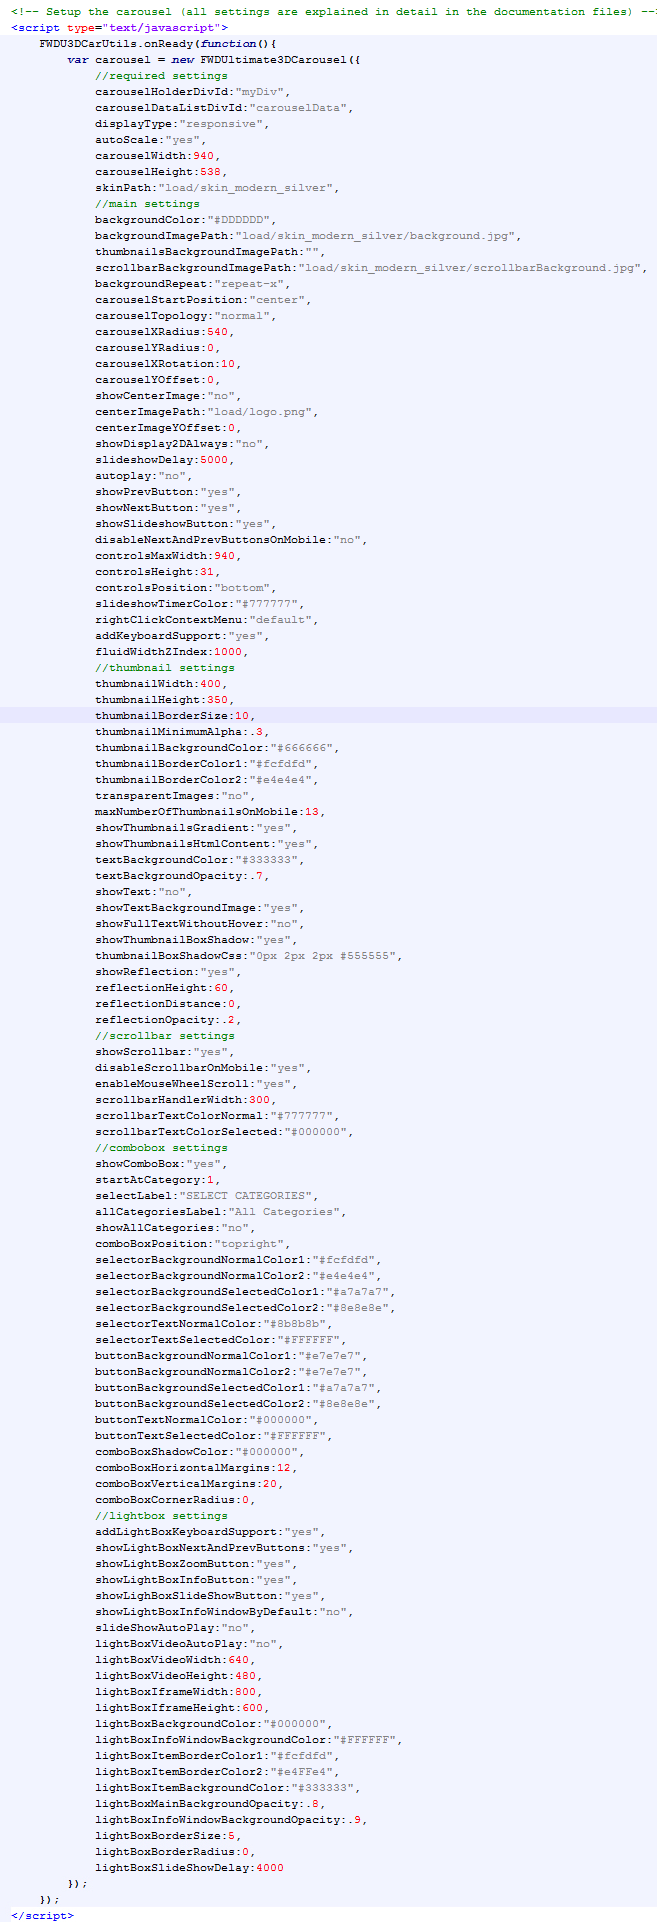 <!-- Setup the carousel (all settings are explained in detail in the documentation files) -->
<script type="text/javascript">
FWDU3DCarUtils.onReady(function(){
var carousel = new FWDUltimate3DCarousel({
//required settings
carouselHolderDivId:"myDiv",
carouselDataListDivId:"carouselData",
displayType:"responsive",
autoScale:"yes",
carouselWidth:940,
carouselHeight:538,
skinPath:"load/skin_modern_silver",
//main settings
backgroundColor:"#DDDDDD",
backgroundImagePath:"load/skin_modern_silver/background.jpg",
thumbnailsBackgroundImagePath:"",
scrollbarBackgroundImagePath:"load/skin_modern_silver/scrollbarBackground.jpg",
backgroundRepeat:"repeat-x",
carouselStartPosition:"center",
carouselTopology:"normal",
carouselXRadius:540,
carouselYRadius:0,
carouselXRotation:10,
carouselYOffset:0,
showCenterImage:"no",
centerImagePath:"load/logo.png",
centerImageYOffset:0,
showDisplay2DAlways:"no",
slideshowDelay:5000,
autoplay:"no",
showPrevButton:"yes",
showNextButton:"yes",
showSlideshowButton:"yes",
disableNextAndPrevButtonsOnMobile:"no",
controlsMaxWidth:940,
controlsHeight:31,
controlsPosition:"bottom",
slideshowTimerColor:"#777777",
rightClickContextMenu:"default",
addKeyboardSupport:"yes",
fluidWidthZIndex:1000,
//thumbnail settings
thumbnailWidth:400,
thumbnailHeight:350,
thumbnailBorderSize:10,
thumbnailMinimumAlpha:.3,
thumbnailBackgroundColor:"#666666",
thumbnailBorderColor1:"#fcfdfd",
thumbnailBorderColor2:"#e4e4e4",
transparentImages:"no",
maxNumberOfThumbnailsOnMobile:13,
showThumbnailsGradient:"yes",
showThumbnailsHtmlContent:"yes",
textBackgroundColor:"#333333",
textBackgroundOpacity:.7,
showText:"no",
showTextBackgroundImage:"yes",
showFullTextWithoutHover:"no",
showThumbnailBoxShadow:"yes",
thumbnailBoxShadowCss:"0px 2px 2px #555555",
showReflection:"yes",
reflectionHeight:60,
reflectionDistance:0,
reflectionOpacity:.2,
//scrollbar settings
showScrollbar:"yes",
disableScrollbarOnMobile:"yes",
enableMouseWheelScroll:"yes",
scrollbarHandlerWidth:300,
scrollbarTextColorNormal:"#777777",
scrollbarTextColorSelected:"#000000",
//combobox settings
showComboBox:"yes",
startAtCategory:1,
selectLabel:"SELECT CATEGORIES",
allCategoriesLabel:"All Categories",
showAllCategories:"no",
comboBoxPosition:"topright",
selectorBackgroundNormalColor1:"#fcfdfd",
selectorBackgroundNormalColor2:"#e4e4e4",
selectorBackgroundSelectedColor1:"#a7a7a7",
selectorBackgroundSelectedColor2:"#8e8e8e",
selectorTextNormalColor:"#8b8b8b",
selectorTextSelectedColor:"#FFFFFF",
buttonBackgroundNormalColor1:"#e7e7e7",
buttonBackgroundNormalColor2:"#e7e7e7",
buttonBackgroundSelectedColor1:"#a7a7a7",
buttonBackgroundSelectedColor2:"#8e8e8e",
buttonTextNormalColor:"#000000",
buttonTextSelectedColor:"#FFFFFF",
comboBoxShadowColor:"#000000",
comboBoxHorizontalMargins:12,
comboBoxVerticalMargins:20,
comboBoxCornerRadius:0,
//lightbox settings
addLightBoxKeyboardSupport:"yes",
showLightBoxNextAndPrevButtons:"yes",
showLightBoxZoomButton:"yes",
showLightBoxInfoButton:"yes",
showLighBoxSlideShowButton:"yes",
showLightBoxInfoWindowByDefault:"no",
slideShowAutoPlay:"no",
lightBoxVideoAutoPlay:"no",
lightBoxVideoWidth:640,
lightBoxVideoHeight:480,
lightBoxIframeWidth:800,
lightBoxIframeHeight:600,
lightBoxBackgroundColor:"#000000",
lightBoxInfoWindowBackgroundColor:"#FFFFFF",
lightBoxItemBorderColor1:"#fcfdfd",
lightBoxItemBorderColor2:"#e4FFe4",
lightBoxItemBackgroundColor:"#333333",
lightBoxMainBackgroundOpacity:.8,
lightBoxInfoWindowBackgroundOpacity:.9,
lightBoxBorderSize:5,
lightBoxBorderRadius:0,
lightBoxSlideShowDelay:4000
});
});
</script>